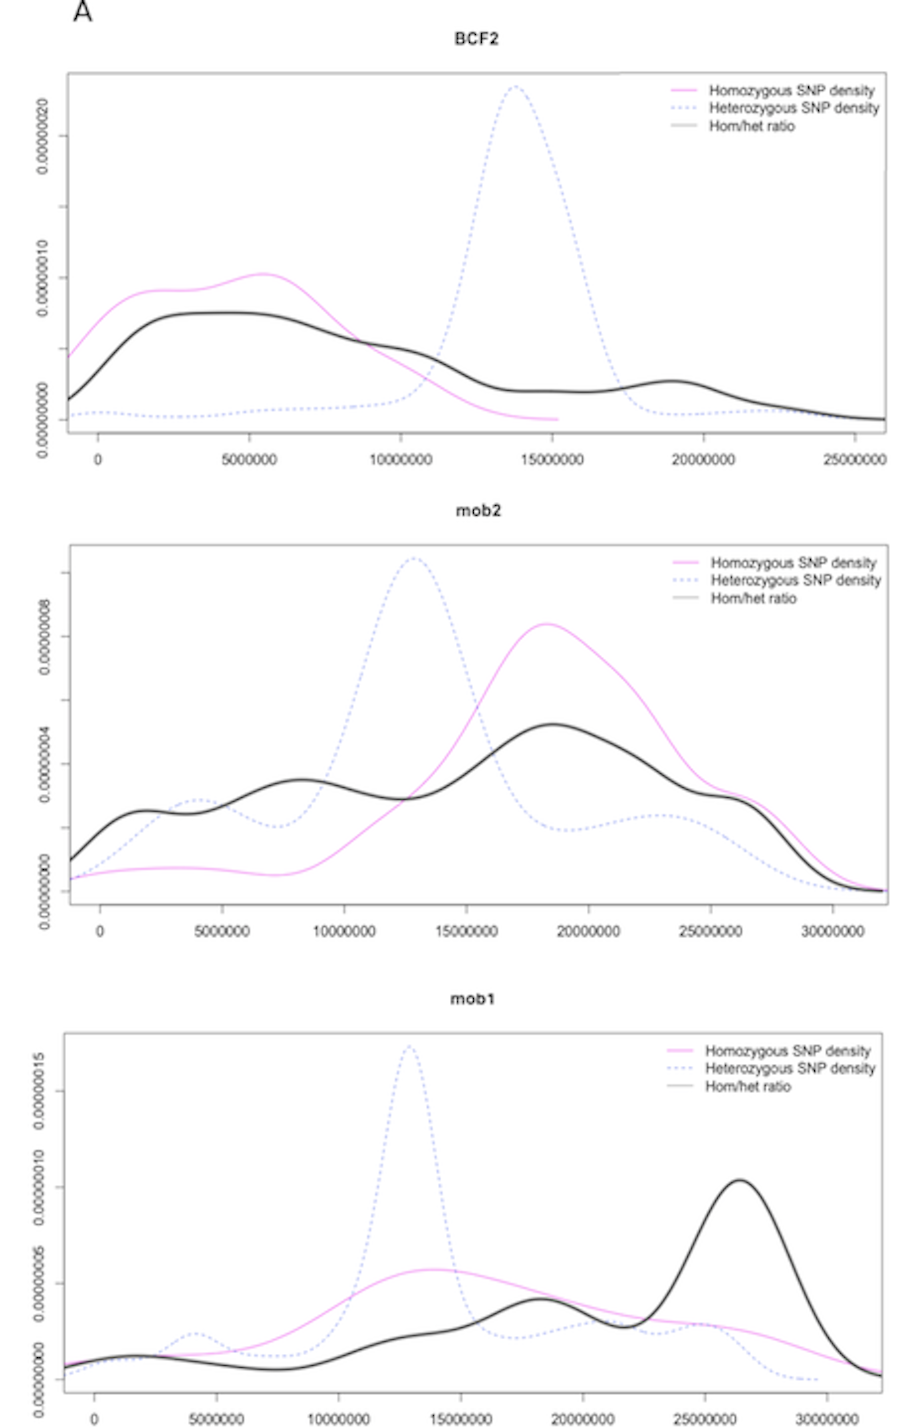 A
BCF2
Homozygous SNP density
Heterozygous SNP density
Hom/het ratio
0.00000020
0.00000010
0.00000000
0 5000000 10000000 15000000 20000000 25000000
mob2
Homozygous SNP density
Heterozygous SNP density
Hom/het ratio
0.00000008
0.00000004
0.00000000
0 5000000 10000000 15000000 20000000 25000000 30000000
mob1
Homozygous SNP density
Heterozygous SNP density
Hom/het ratio
0.00000015
0.00000010
0.00000005
0.00000000
0 5000000 10000000 15000000 20000000 25000000 30000000